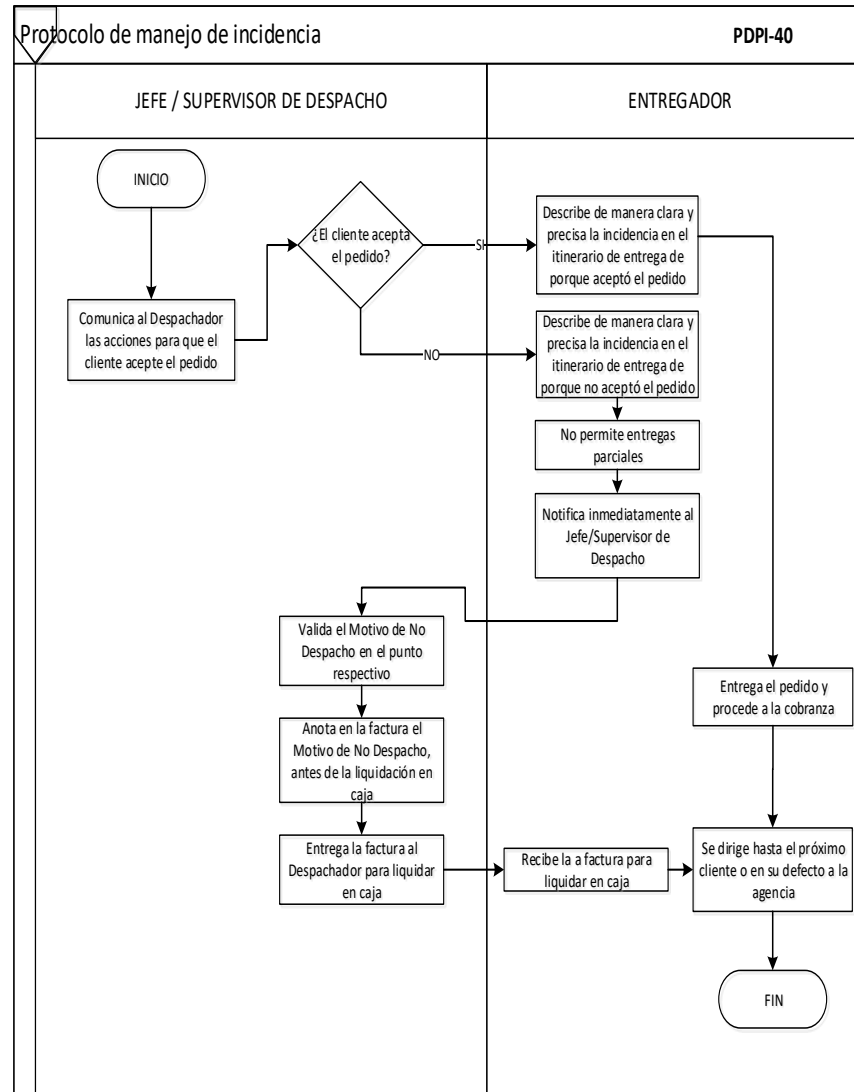 Protocolo de manejo de incidencia
PDPI-40
JEFE / SUPERVISOR DE DESPACHO
ENTREGADOR
INICIO
Comunica al Despachador
las acciones para que el
cliente acepte el pedido
¿El cliente acepta
el pedido?
SI
Describe de manera clara y
precisa la incidencia en el
itinerario de entrega de
porque aceptó el pedido
NO
Describe de manera clara y
precisa la incidencia en el
itinerario de entrega de
porque no aceptó el pedido
No permite entregas
parciales
Notifica inmediatamente al
Jefe/Supervisor de
Despacho
Valida el Motivo de No
Despacho en el punto
respectivo
Entrega el pedido y
procede a la cobranza
Anota en la factura el
Motivo de No Despacho,
antes de la liquidación en
caja
Entrega la factura al
Despachador para liquidar
en caja
Recibe la a factura para
liquidar en caja
Se dirige hasta el próximo
cliente o en su defecto a la
agencia
FIN